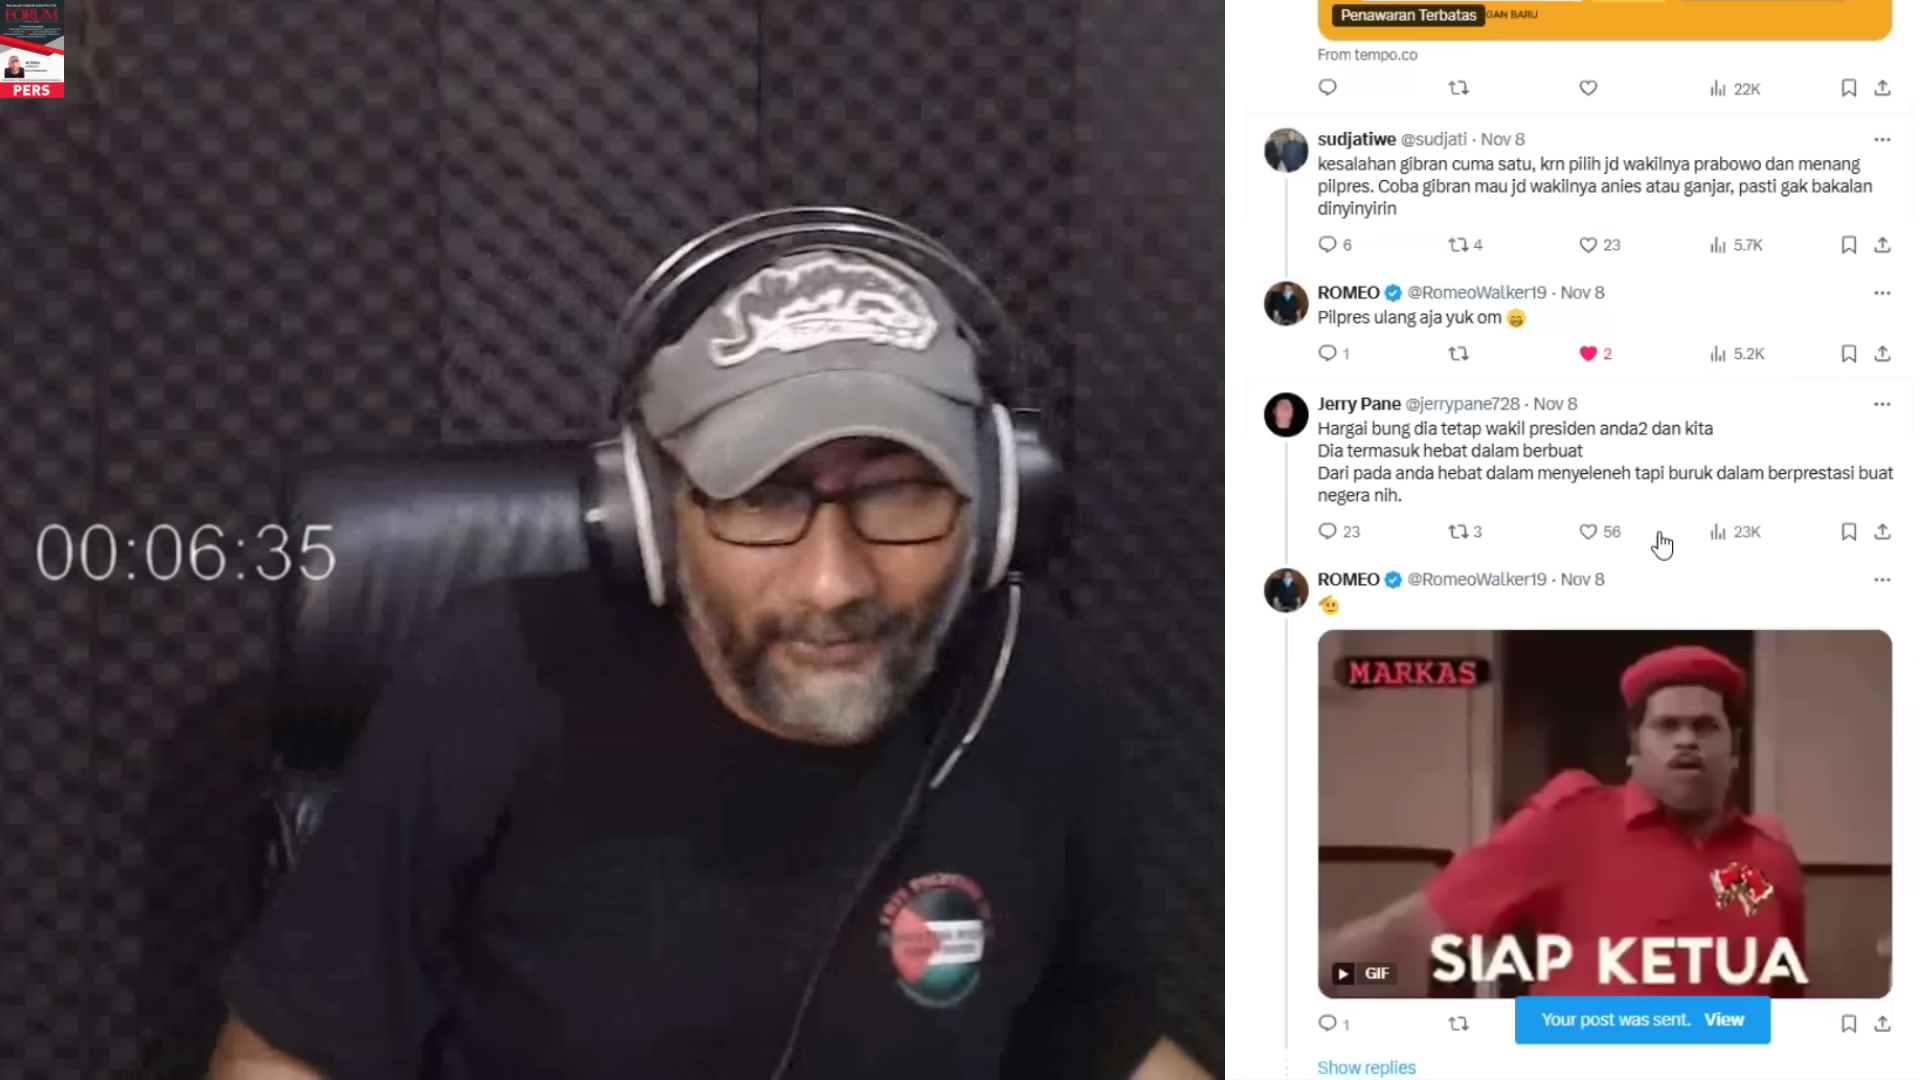 FORUM
PERS
00:06:35
Penawaran Terbatas
GAN BARU
From tempo.co
22K
sudjatiwe @sudjati · Nov 8
kesalahan gibran cuma satu, krn pilih jd wakilnya prabowo dan menang
pilpres. Coba gibran mau jd wakilnya anies atau ganjar, pasti gak bakalan
dinyinyirin
6 4 23 5.7K
ROMEO @RomeoWalker19 · Nov 8
Pilpres ulang aja yuk om 😁
1 2 5.2K
Jerry Pane @jerrypane728 · Nov 8
Hargai bung dia tetap wakil presiden anda2 dan kita
Dia termasuk hebat dalam berbuat
Dari pada anda hebat dalam menyeleneh tapi buruk dalam berprestasi buat
negera nih.
23 3 56 23K
ROMEO @RomeoWalker19 · Nov 8
🫡
MARKAS
SIAP KETUA
GIF
Your post was sent. View
1
Show replies